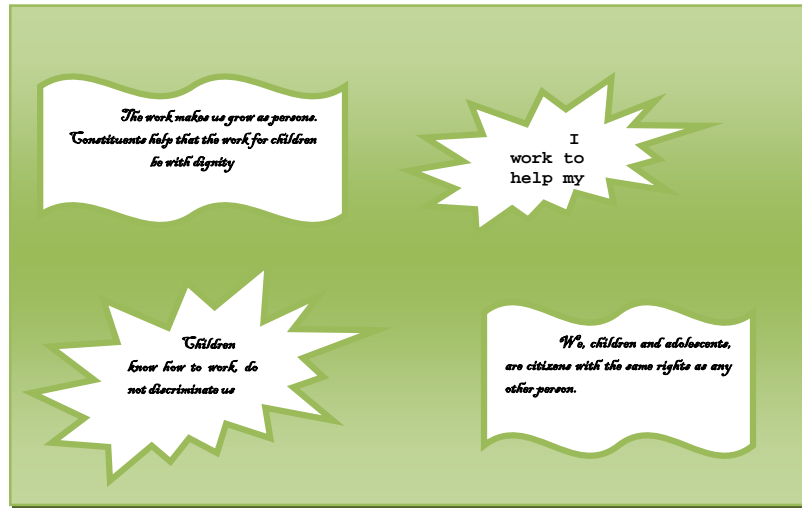 The work makes us grow as persons.
Constituents help that the work for children
be with dignity
I
work to
help my
Children
know how to work, do
not discriminate us
We, children and adolescents,
are citizens with the same rights as any
other person.